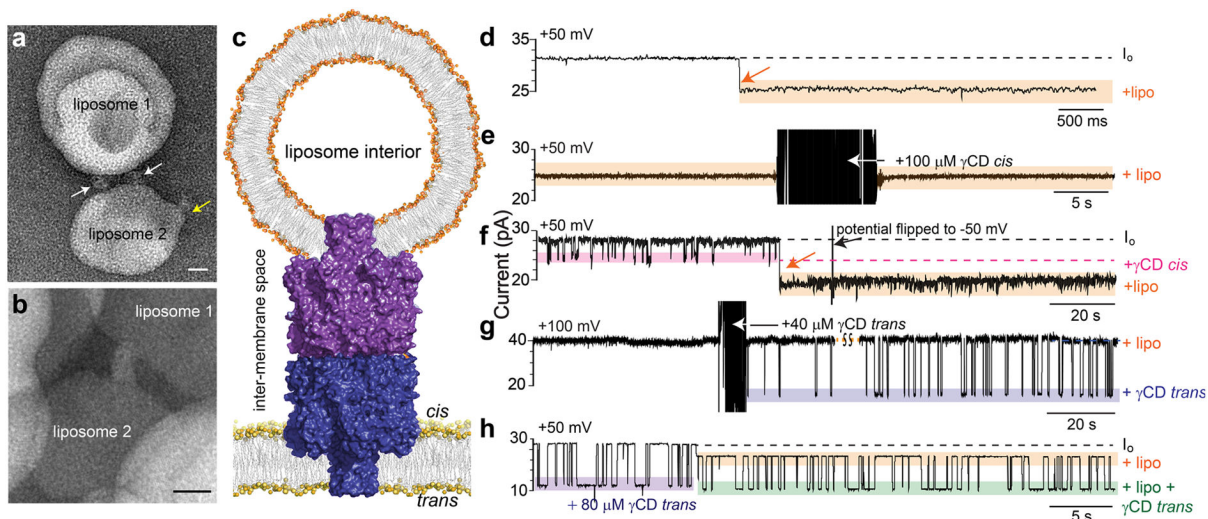 a
liposome 1
liposome 2
b
liposome 1
liposome 2
c
liposome interior
inter-membrane space
cis
trans
Current (pA)
d
35
+50 mV
Iₒ
25
+lipo
500 ms
e
30
+50 mV
+100 μM γCD cis
+ lipo
20
5 s
f
+50 mV
potential flipped to -50 mV
30
Iₒ
+γCD cis
20
+lipo
20 s
g
+100 mV
+40 μM γCD trans
40
+ lipo
20
+ γCD trans
20 s
h
30
+50 mV
Iₒ
+ lipo
10
+ lipo +
+ 80 μM γCD trans
γCD trans
5 s